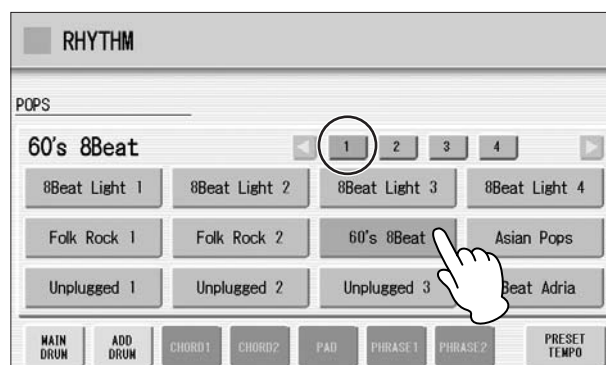 RHYTHM
POPS
60's 8Beat 1 2 3 4
8Beat Light 1 8Beat Light 2 8Beat Light 3 8Beat Light 4
Folk Rock 1 Folk Rock 2 60's 8Beat Asian Pops
Unplugged 1 Unplugged 2 Unplugged 3 Beat Adria
MAIN DRUM ADD DRUM CHORD1 CHORD2 PAD PHRASE1 PHRASE2 PRESET TEMPO